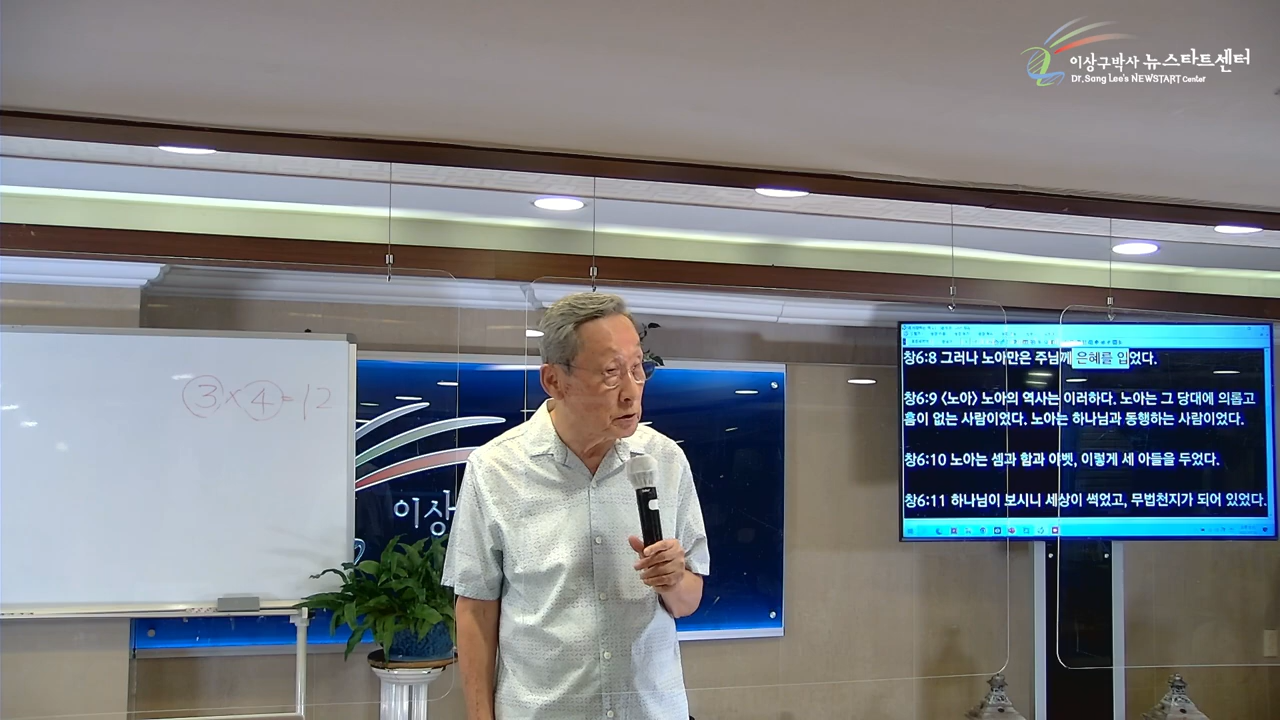 이상구박사 뉴스타트센터
Dr. Sang Lee's NEWSTART Center
3 x 4 = 12
이상
창6:8 그러나 노아만은 주님께 은혜를 입었다.
창6:9 〈노아〉 노아의 역사는 이러하다. 노아는 그 당대에 의롭고
흠이 없는 사람이었다. 노아는 하나님과 동행하는 사람이었다.
창6:10 노아는 셈과 함과 야벳, 이렇게 세 아들을 두었다.
창6:11 하나님이 보시니 세상이 썩었고, 무법천지가 되어 있었다.